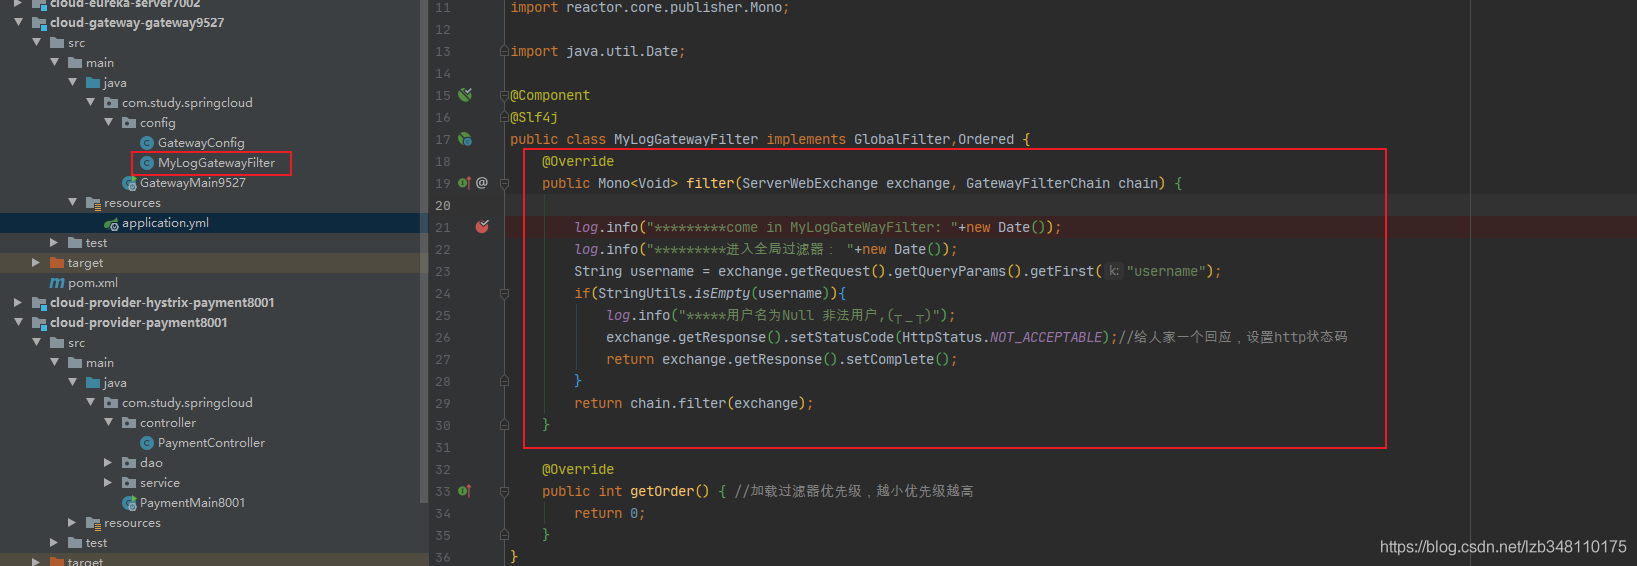 cloud-eureka-server7002
cloud-gateway-gateway9527
src
main
java
com.study.springcloud
config
GatewayConfig
MyLogGatewayFilter
GatewayMain9527
resources
application.yml
test
target
pom.xml
cloud-provider-hystrix-payment8001
cloud-provider-payment8001
src
main
java
com.study.springcloud
controller
PaymentController
dao
service
PaymentMain8001
resources
test
target
11 import reactor.core.publisher.Mono;
12
13 import java.util.Date;
14
15 @Component
16 @Slf4j
17 public class MyLogGatewayFilter implements GlobalFilter,Ordered {
18 @Override
19 @ public Mono<Void> filter(ServerWebExchange exchange, GatewayFilterChain chain) {
20
21 log.info("*********come in MyLogGateWayFilter: "+new Date());
22 log.info("*********进入全局过滤器: "+new Date());
23 String username = exchange.getRequest().getQueryParams().getFirst( k: "username");
24 if(StringUtils.isEmpty(username)){
25 log.info("*****用户名为Null 非法用户,(┬_┬)");
26 exchange.getResponse().setStatusCode(HttpStatus.NOT_ACCEPTABLE);//给人家一个回应,设置http状态码
27 return exchange.getResponse().setComplete();
28 }
29 return chain.filter(exchange);
30 }
31
32 @Override
33 public int getOrder() { //加载过滤器优先级,越小优先级越高
34 return 0;
35 }
36 }
https://blog.csdn.net/lzb348110175